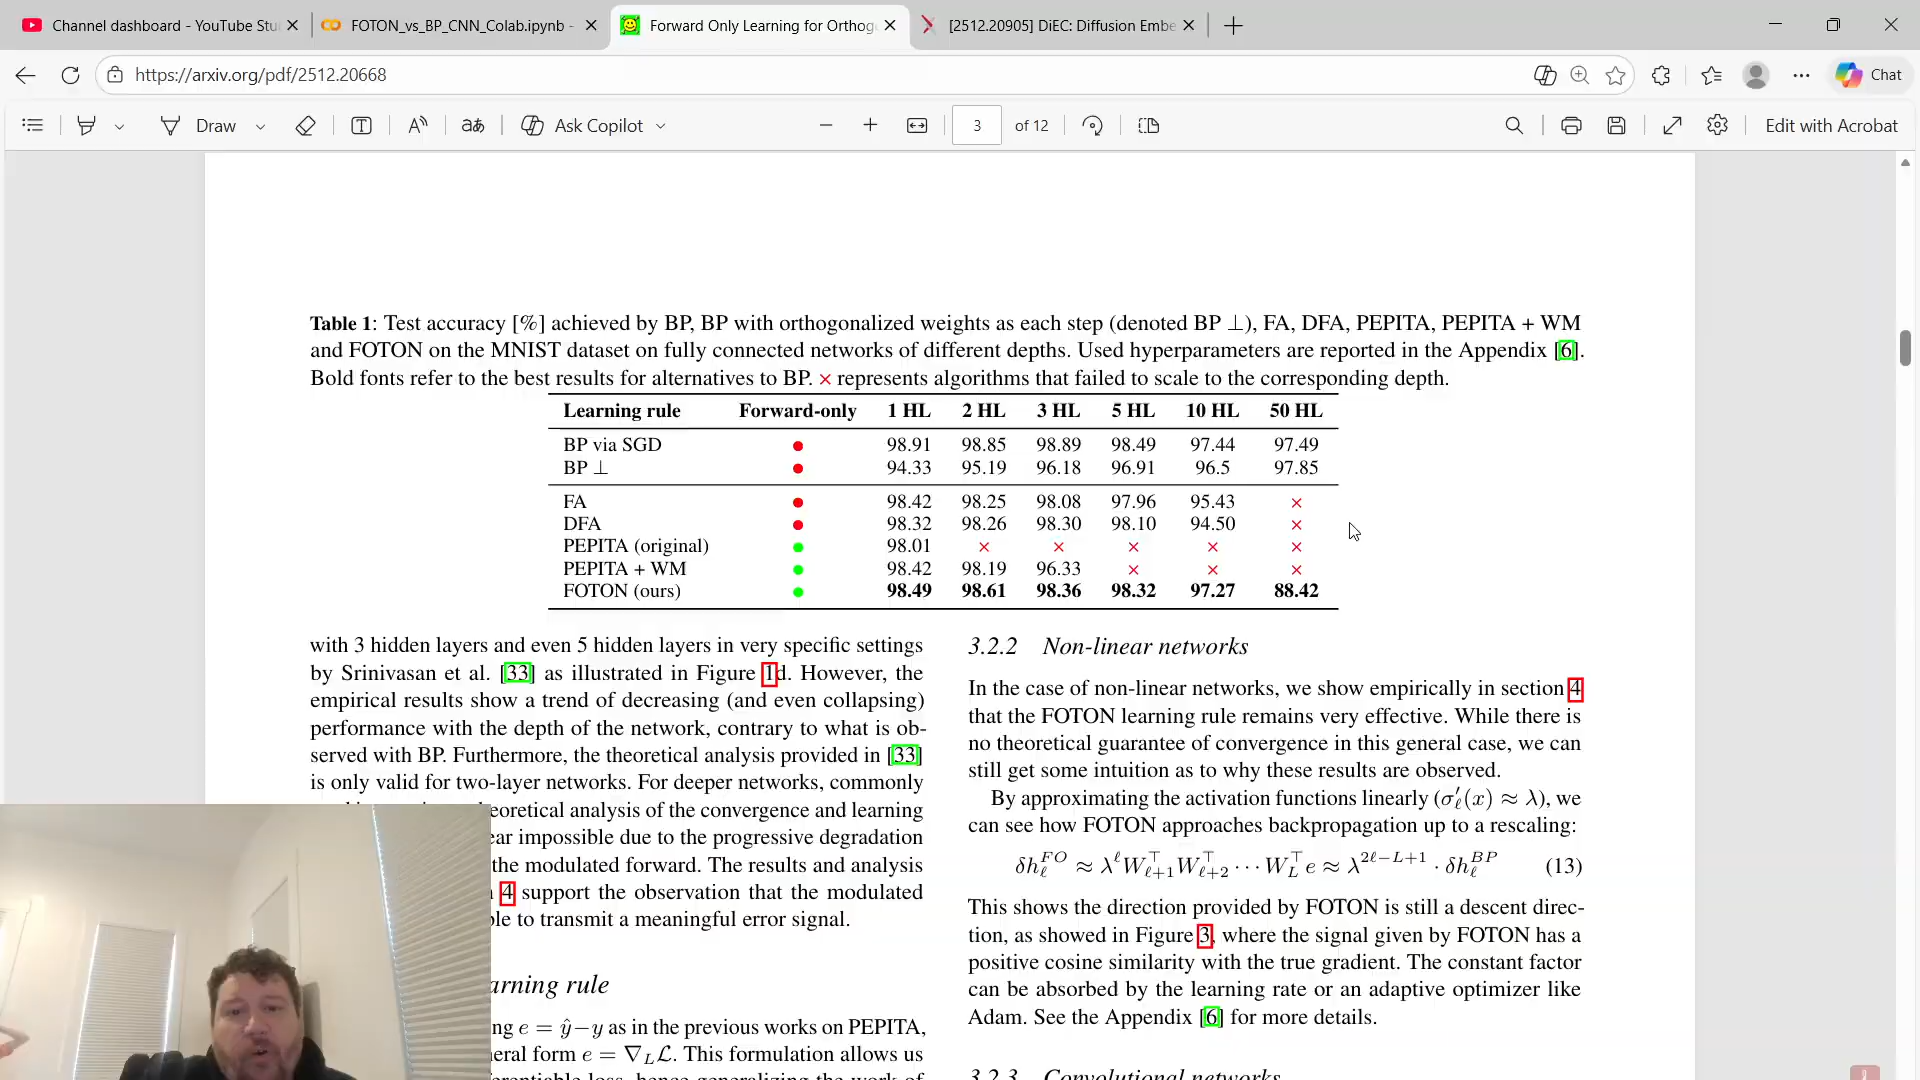 Channel dashboard - YouTube Stu
FOTON_vs_BP_CNN_Colab.ipynb -
Forward Only Learning for Orthog
[2512.20905] DiEC: Diffusion Embe
https://arxiv.org/pdf/2512.20668
Chat
Draw
Ask Copilot
3
of 12
Edit with Acrobat
Table 1: Test accuracy [%] achieved by BP, BP with orthogonalized weights as each step (denoted BP ⊥), FA, DFA, PEPITA, PEPITA + WM
and FOTON on the MNIST dataset on fully connected networks of different depths. Used hyperparameters are reported in the Appendix [6].
Bold fonts refer to the best results for alternatives to BP. × represents algorithms that failed to scale to the corresponding depth.
Learning rule Forward-only 1 HL 2 HL 3 HL 5 HL 10 HL 50 HL
BP via SGD ● 98.91 98.85 98.89 98.49 97.44 97.49
BP ⊥ ● 94.33 95.19 96.18 96.91 96.5 97.85
FA ● 98.42 98.25 98.08 97.96 95.43 ×
DFA ● 98.32 98.26 98.30 98.10 94.50 ×
PEPITA (original) ● 98.01 × × × × ×
PEPITA + WM ● 98.42 98.19 96.33 × × ×
FOTON (ours) ● 98.49 98.61 98.36 98.32 97.27 88.42
with 3 hidden layers and even 5 hidden layers in very specific settings
by Srinivasan et al. [33] as illustrated in Figure 1d. However, the
empirical results show a trend of decreasing (and even collapsing)
performance with the depth of the network, contrary to what is ob-
served with BP. Furthermore, the theoretical analysis provided in [33]
is only valid for two-layer networks. For deeper networks, commonly
eoretical analysis of the convergence and learning
ear impossible due to the progressive degradation
the modulated forward. The results and analysis
4 support the observation that the modulated
ble to transmit a meaningful error signal.
arning rule
ng e = ŷ−y as in the previous works on PEPITA,
neral form e = ∇_L 𝓛. This formulation allows us
3.2.2 Non-linear networks
In the case of non-linear networks, we show empirically in section 4
that the FOTON learning rule remains very effective. While there is
no theoretical guarantee of convergence in this general case, we can
still get some intuition as to why these results are observed.
By approximating the activation functions linearly (σ′_ℓ(x) ≈ λ), we
can see how FOTON approaches backpropagation up to a rescaling:
δh_ℓ^{FO} ≈ λ^ℓ W_{ℓ+1}^⊤ W_{ℓ+2}^⊤ ⋯ W_L^⊤ e ≈ λ^{2ℓ−L+1} · δh_ℓ^{BP} (13)
This shows the direction provided by FOTON is still a descent direc-
tion, as showed in Figure 3, where the signal given by FOTON has a
positive cosine similarity with the true gradient. The constant factor
can be absorbed by the learning rate or an adaptive optimizer like
Adam. See the Appendix [6] for more details.
3.2.3 Convolutional networks